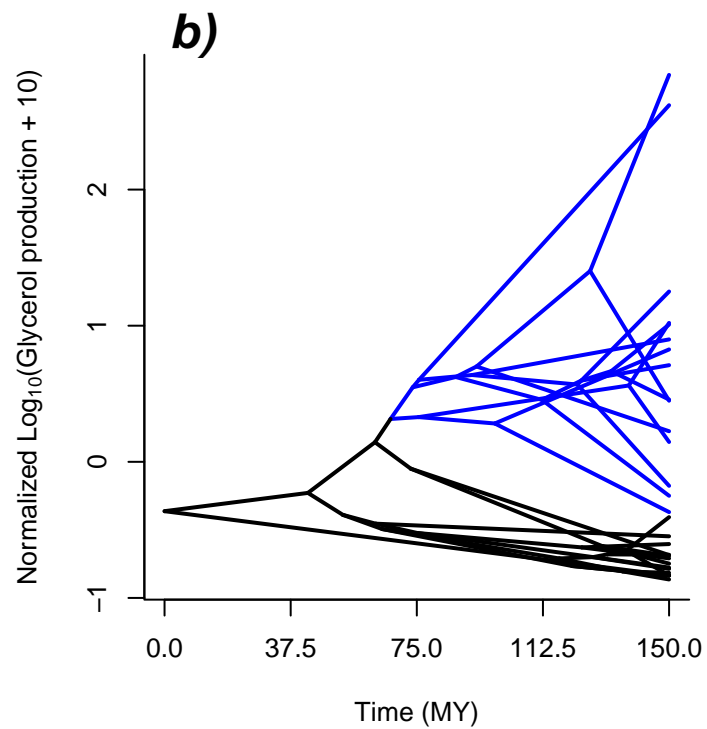 b)
Normalized Log₁₀(Glycerol production + 10)
2
1
0
−1
0.0 37.5 75.0 112.5 150.0
Time (MY)